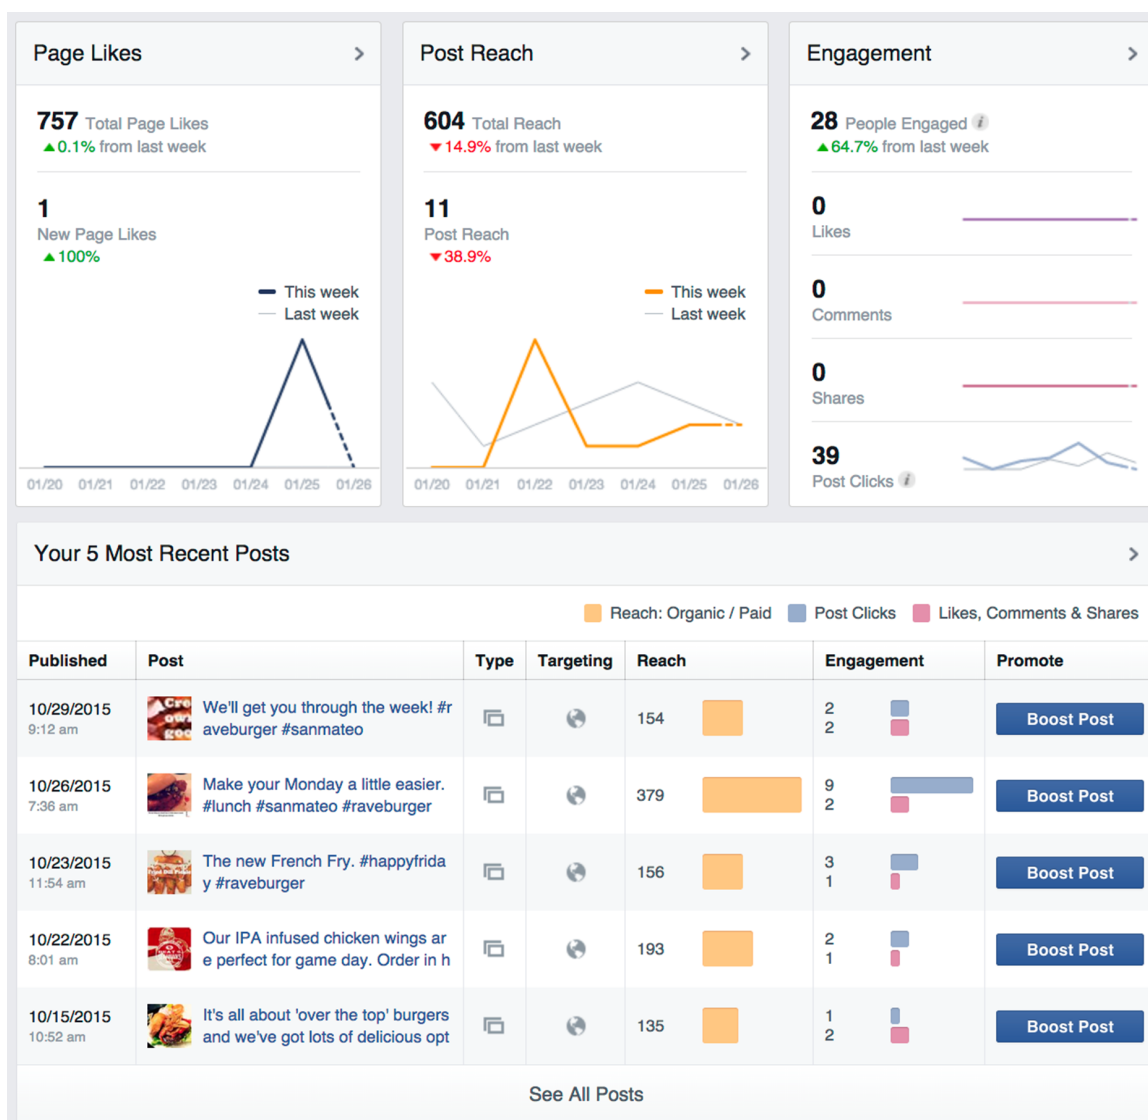 Page Likes
757 Total Page Likes
0.1% from last week
1
New Page Likes
100%
This week
Last week
01/20 01/21 01/22 01/23 01/24 01/25 01/26
Post Reach
604 Total Reach
14.9% from last week
11
Post Reach
38.9%
This week
Last week
01/20 01/21 01/22 01/23 01/24 01/25 01/26
Engagement
28 People Engaged i
64.7% from last week
0
Likes
0
Comments
0
Shares
39
Post Clicks i
Your 5 Most Recent Posts
Reach: Organic / Paid Post Clicks Likes, Comments & Shares
Published Post Type Targeting Reach Engagement Promote
10/29/2015
9:12 am
We'll get you through the week! #r
aveburger #sanmateo
154
2
2
Boost Post
10/26/2015
7:36 am
Make your Monday a little easier.
#lunch #sanmateo #raveburger
379
9
2
Boost Post
10/23/2015
11:54 am
The new French Fry. #happyfrida
y #raveburger
156
3
1
Boost Post
10/22/2015
8:01 am
Our IPA infused chicken wings ar
e perfect for game day. Order in h
193
2
1
Boost Post
10/15/2015
10:52 am
It's all about 'over the top' burgers
and we've got lots of delicious opt
135
1
2
Boost Post
See All Posts